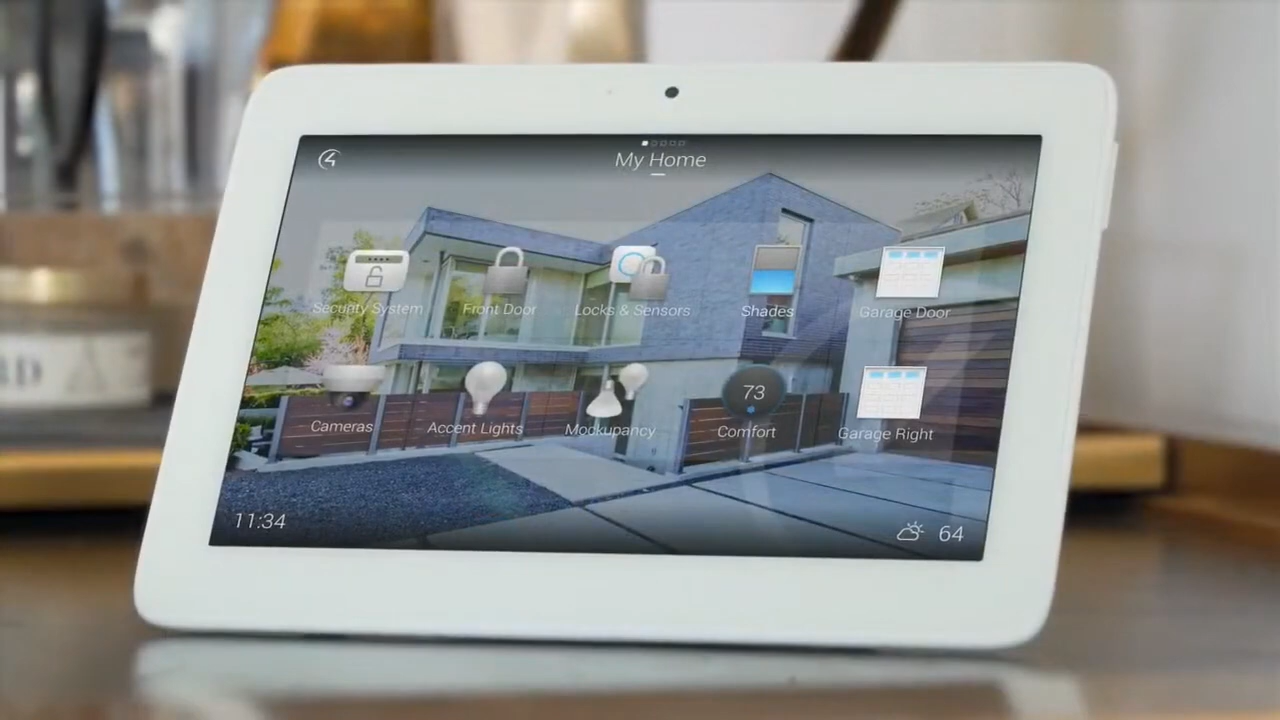 4
My Home
Security System
Front Door
Locks & Sensors
Shades
Garage Door
Cameras
Accent Lights
Mockupancy
73
Comfort
Garage Right
11:34
64